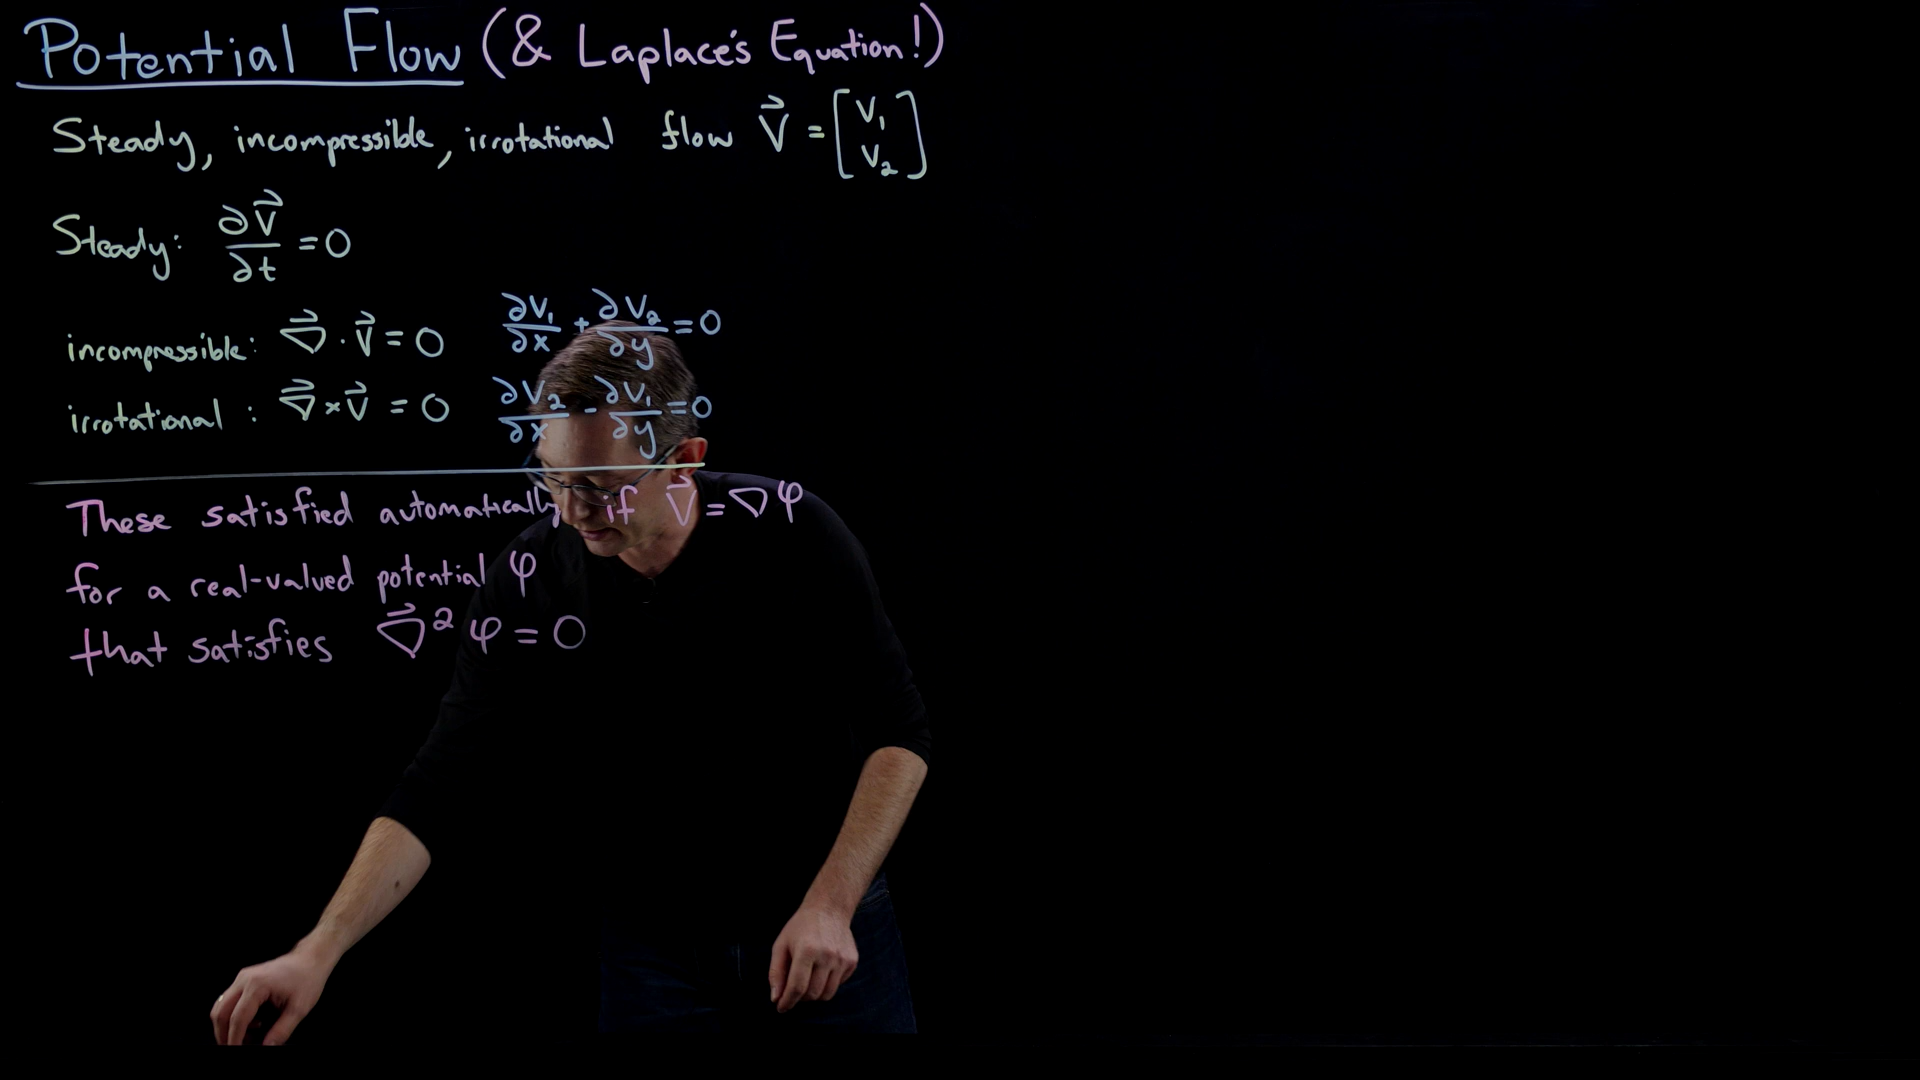 Potential Flow (& Laplace's Equation!)
Steady, incompressible, irrotational flow V⃗ = [V₁ V₂]
Steady: ∂V⃗/∂t = 0
incompressible: ∇⃗ · V⃗ = 0 ∂V₁/∂x + ∂V₂/∂y = 0
irrotational : ∇⃗ × V⃗ = 0 ∂V₂/∂x - ∂V₁/∂y = 0
These satisfied automatically if V⃗ = ∇φ
for a real-valued potential φ
that satisfies ∇⃗² φ = 0